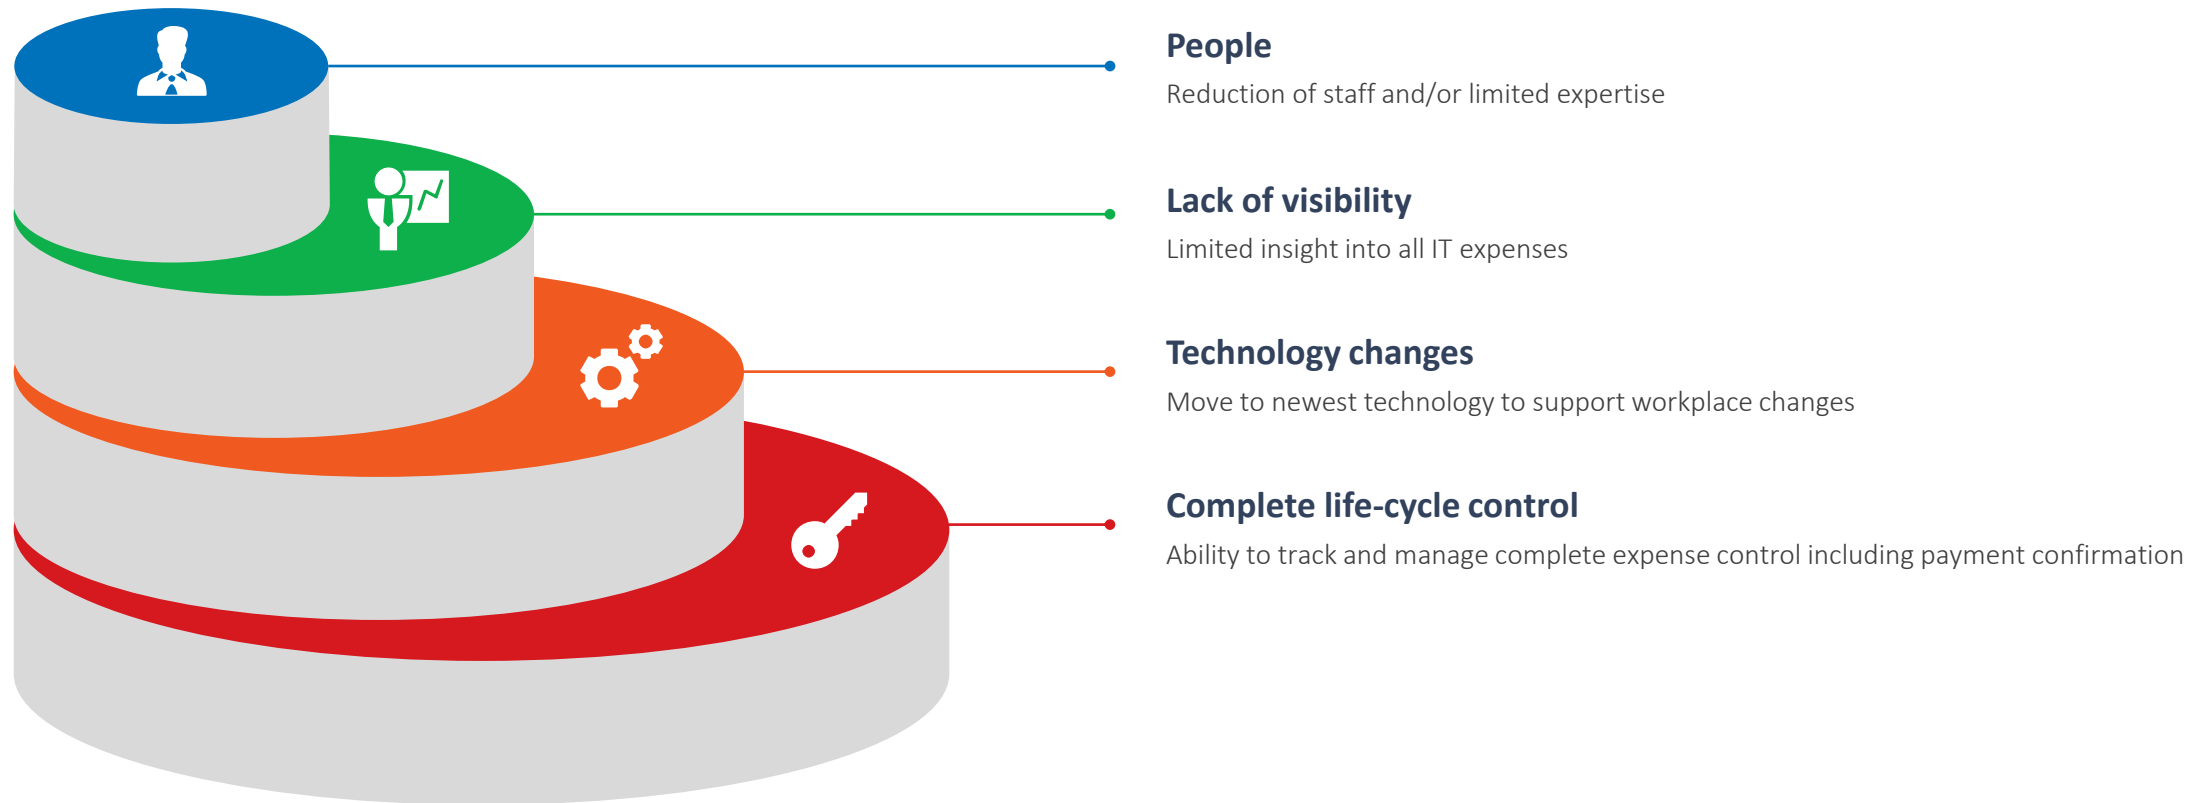 People
Reduction of staff and/or limited expertise
Lack of visibility
Limited insight into all IT expenses
Technology changes
Move to newest technology to support workplace changes
Complete life-cycle control
Ability to track and manage complete expense control including payment confirmation